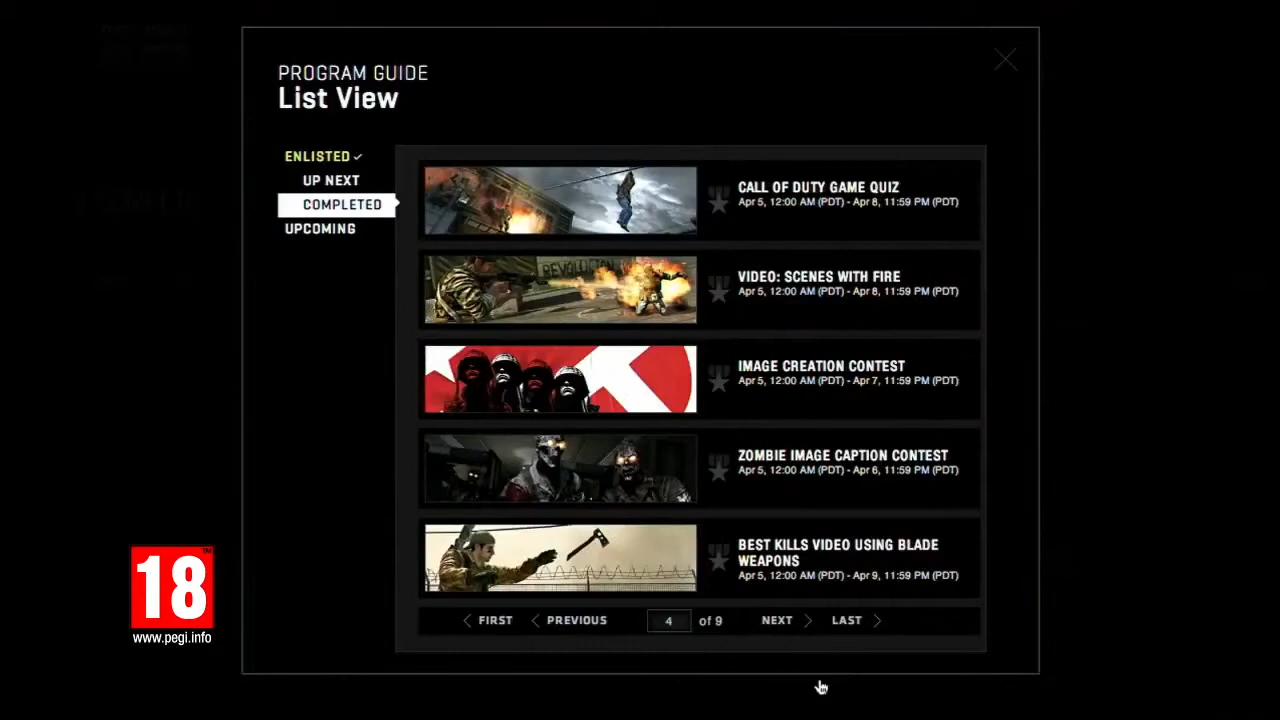 PROGRAM GUIDE
List View
ENLISTED
UP NEXT
COMPLETED
UPCOMING
CALL OF DUTY GAME QUIZ
Apr 5, 12:00 AM (PDT) - Apr 8, 11:59 PM (PDT)
REVOLUCION
VIDEO: SCENES WITH FIRE
Apr 5, 12:00 AM (PDT) - Apr 8, 11:59 PM (PDT)
IMAGE CREATION CONTEST
Apr 5, 12:00 AM (PDT) - Apr 7, 11:59 PM (PDT)
ZOMBIE IMAGE CAPTION CONTEST
Apr 5, 12:00 AM (PDT) - Apr 6, 11:59 PM (PDT)
BEST KILLS VIDEO USING BLADE
WEAPONS
Apr 5, 12:00 AM (PDT) - Apr 9, 11:59 PM (PDT)
FIRST PREVIOUS 4 of 9 NEXT LAST
18™
www.pegi.info